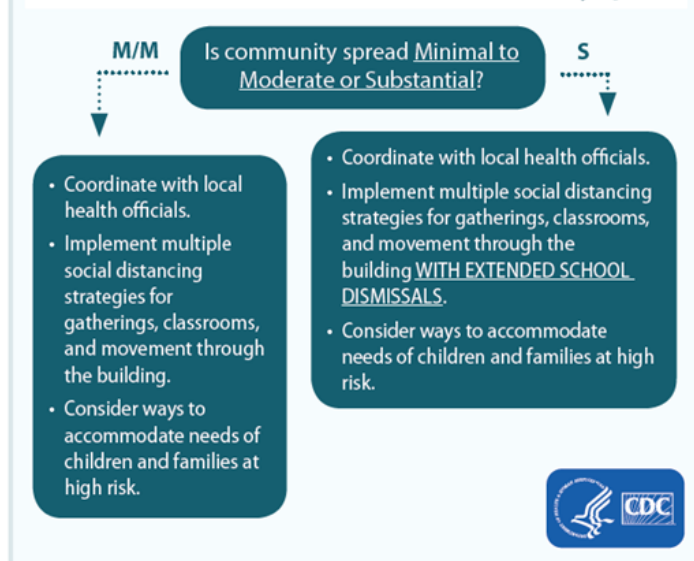 M/M
Is community spread Minimal to
Moderate or Substantial?
S
• Coordinate with local
health officials.
• Implement multiple
social distancing
strategies for
gatherings, classrooms,
and movement through
the building.
• Consider ways to
accommodate needs of
children and families at
high risk.
• Coordinate with local health officials.
• Implement multiple social distancing
strategies for gatherings, classrooms,
and movement through the
building WITH EXTENDED SCHOOL
DISMISSALS.
• Consider ways to accommodate
needs of children and families at high
risk.
CDC